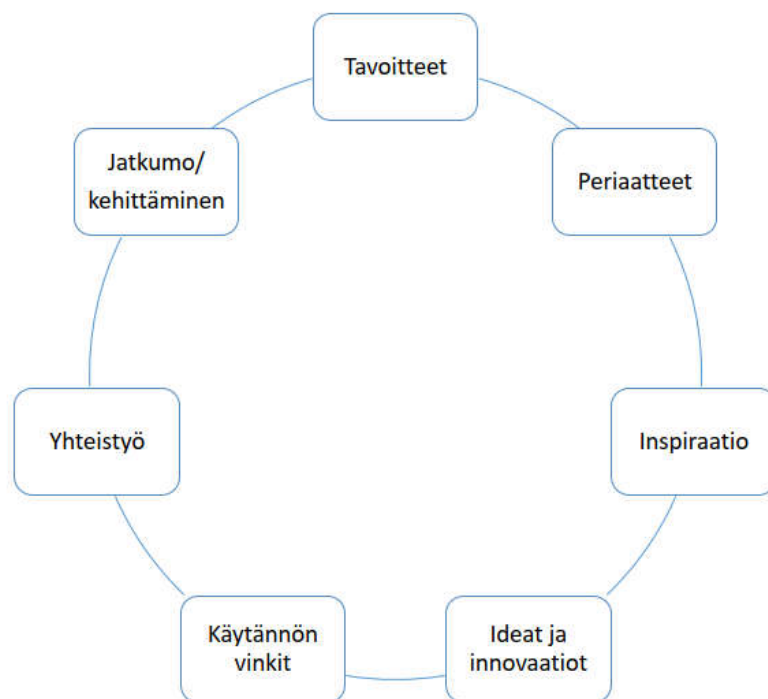 Tavoitteet
Periaatteet
Inspiraatio
Ideat ja
innovaatiot
Käytännön
vinkit
Yhteistyö
Jatkumo/
kehittäminen